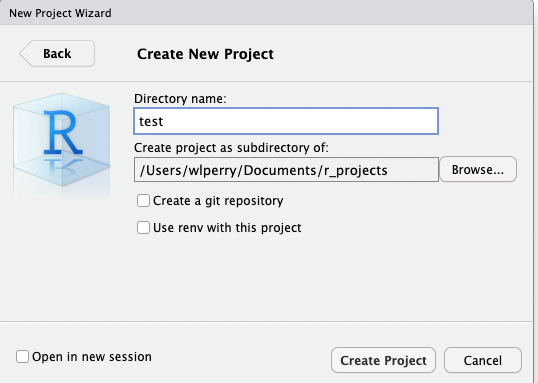 New Project Wizard
Back
Create New Project
R
Directory name:
test
Create project as subdirectory of:
/Users/wlperry/Documents/r_projects
Browse...
Create a git repository
Use renv with this project
Open in new session
Create Project
Cancel